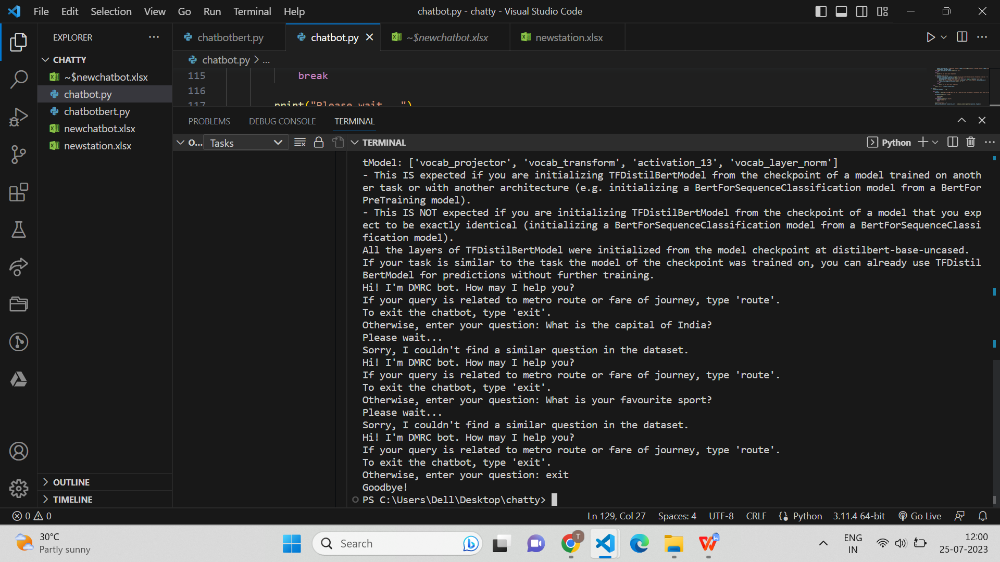 File Edit Selection View Go Run Terminal Help
chatbot.py - chatty - Visual Studio Code
EXPLORER
CHATTY
~$newchatbot.xlsx
chatbot.py
chatbotbert.py
newchatbot.xlsx
newstation.xlsx
OUTLINE
TIMELINE
chatbotbert.py
chatbot.py
~$newchatbot.xlsx
newstation.xlsx
chatbot.py > ...
115 break
116
117 print("Please wait...")
PROBLEMS DEBUG CONSOLE TERMINAL
O... Tasks
TERMINAL
Python
tModel: ['vocab_projector', 'vocab_transform', 'activation_13', 'vocab_layer_norm']
- This IS expected if you are initializing TFDistilBertModel from the checkpoint of a model trained on anoth
er task or with another architecture (e.g. initializing a BertForSequenceClassification model from a BertFor
PreTraining model).
- This IS NOT expected if you are initializing TFDistilBertModel from the checkpoint of a model that you exp
ect to be exactly identical (initializing a BertForSequenceClassification model from a BertForSequenceClassi
fication model).
All the layers of TFDistilBertModel were initialized from the model checkpoint at distilbert-base-uncased.
If your task is similar to the task the model of the checkpoint was trained on, you can already use TFDistil
BertModel for predictions without further training.
Hi! I'm DMRC bot. How may I help you?
If your query is related to metro route or fare of journey, type 'route'.
To exit the chatbot, type 'exit'.
Otherwise, enter your question: What is the capital of India?
Please wait...
Sorry, I couldn't find a similar question in the dataset.
Hi! I'm DMRC bot. How may I help you?
If your query is related to metro route or fare of journey, type 'route'.
To exit the chatbot, type 'exit'.
Otherwise, enter your question: What is your favourite sport?
Please wait...
Sorry, I couldn't find a similar question in the dataset.
Hi! I'm DMRC bot. How may I help you?
If your query is related to metro route or fare of journey, type 'route'.
To exit the chatbot, type 'exit'.
Otherwise, enter your question: exit
Goodbye!
PS C:\Users\Dell\Desktop\chatty>
0 0
Ln 129, Col 27 Spaces: 4 UTF-8 CRLF Python 3.11.4 64-bit Go Live
30°C
Partly sunny
Search
T
W
ENG
IN
12:00
25-07-2023